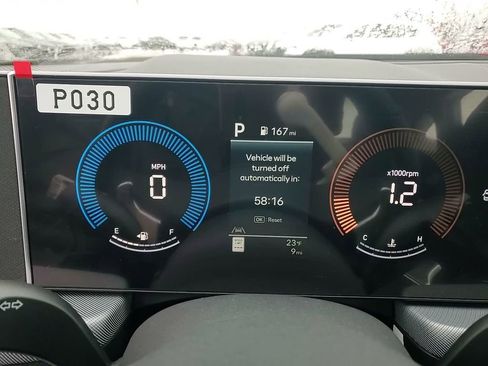 P030
P 167 mi
MPH
0
E F
Vehicle will be
turned off
automatically in:
58:16
OK : Reset
23°F
9 mi
x1000rpm
1.2
C H